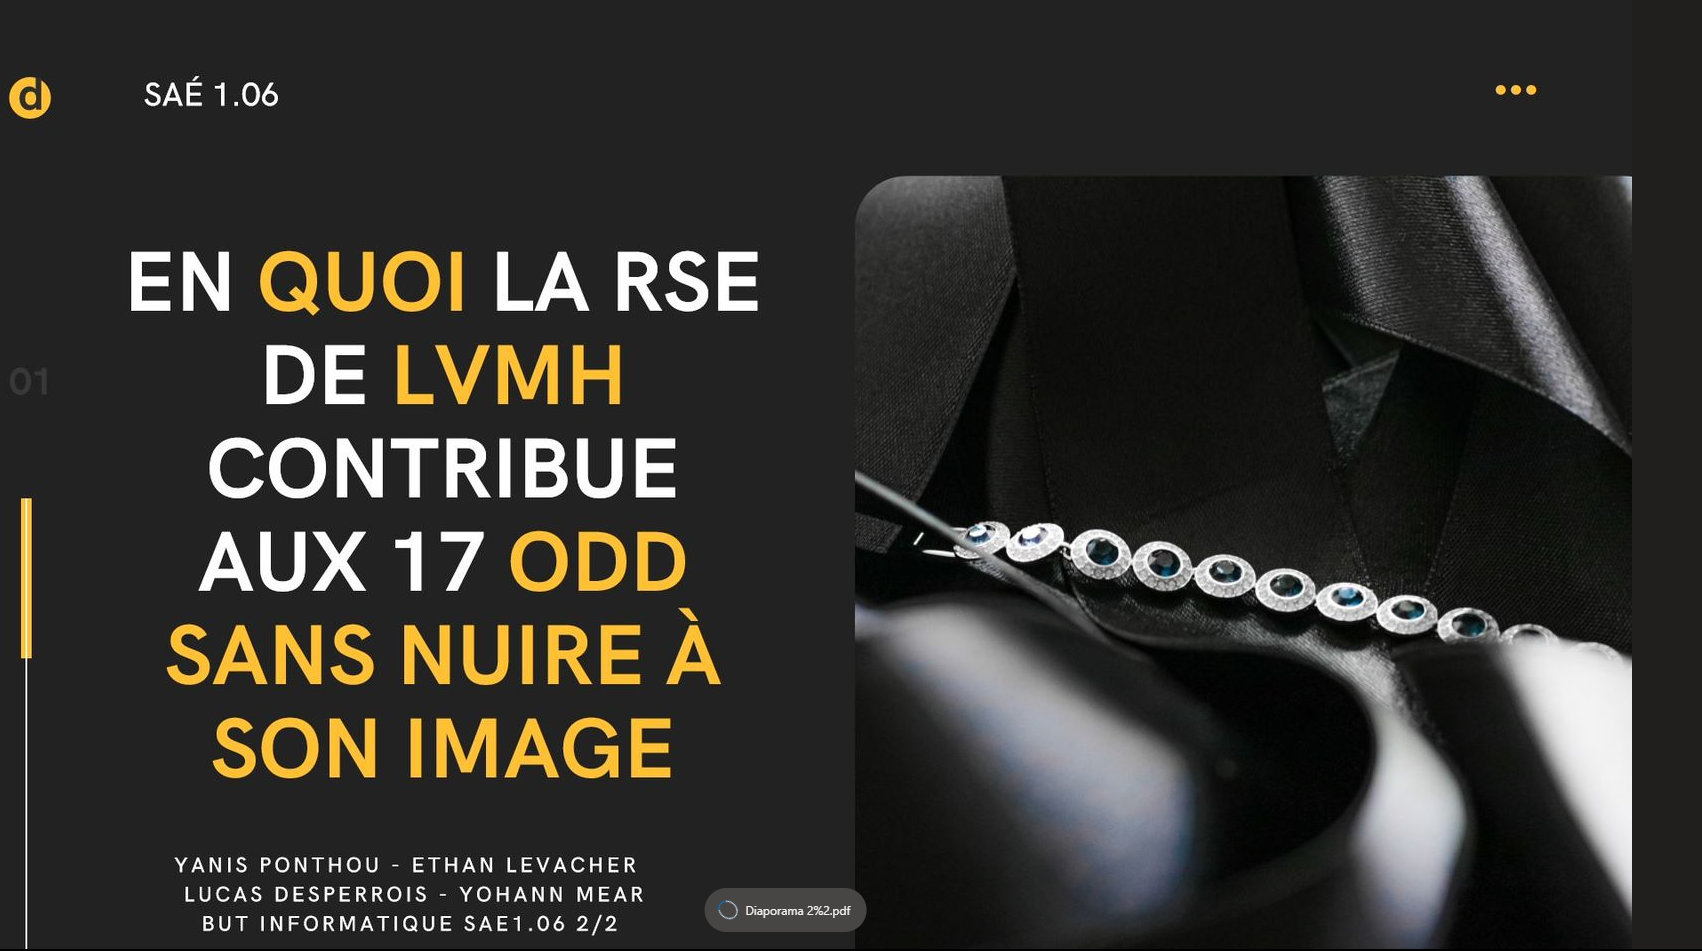 d
SAÉ 1.06
EN QUOI LA RSE
DE LVMH
CONTRIBUE
AUX 17 ODD
SANS NUIRE À
SON IMAGE
01
YANIS PONTHOU - ETHAN LEVACHER
LUCAS DESPERROIS - YOHANN MEAR
BUT INFORMATIQUE SAE1.06 2/2
Diaporama 2%2.pdf